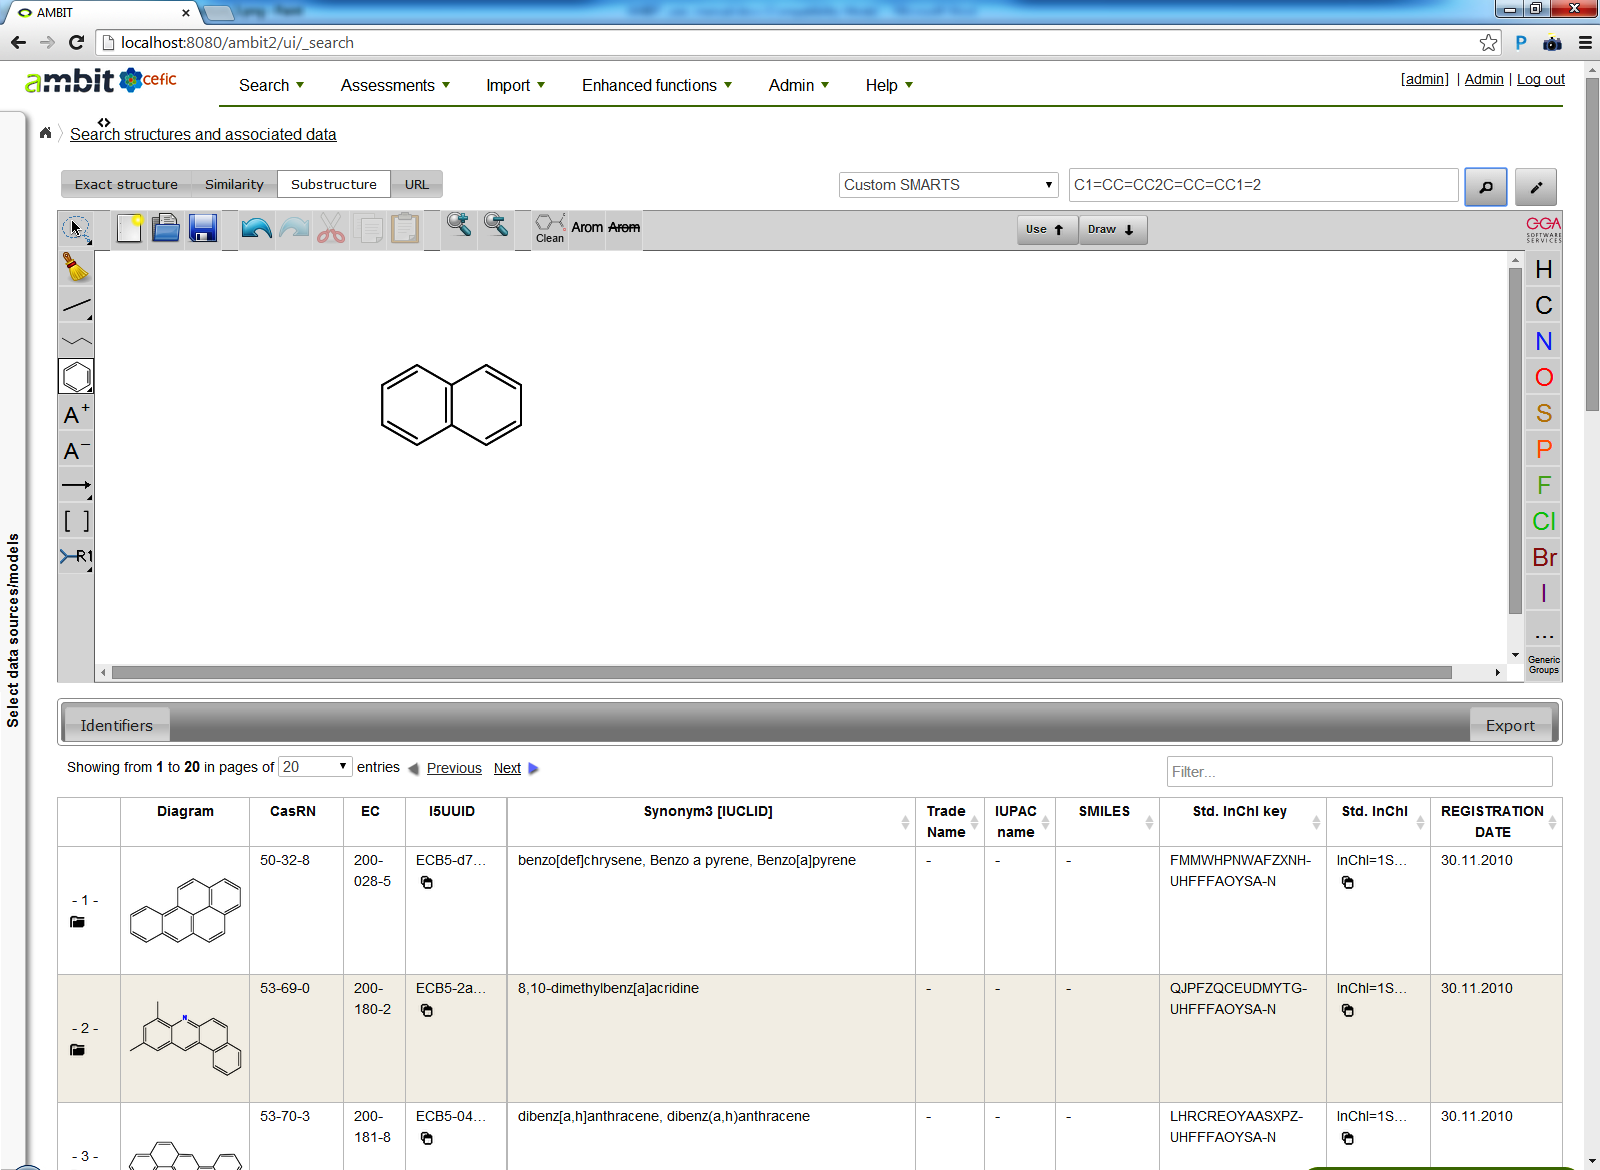 AMBIT
localhost:8080/ambit2/ui/_search
P
ambit cefic
Search Assessments Import Enhanced functions Admin Help
[admin] | Admin | Log out
Search structures and associated data
Exact structure Similarity Substructure URL
Custom SMARTS C1=CC=CC2C=CC=CC1=2
Clean Arom Arom
Use Draw
GGA
SOFTWARE
SERVICES
H
C
N
O
S
P
F
Cl
Br
I
...
Generic
Groups
A+
A−
[ ]
R1
Select data sources/models
Identifiers Export
Showing from 1 to 20 in pages of 20 entries Previous Next
Filter...
Diagram CasRN EC I5UUID Synonym3 [IUCLID] Trade Name IUPAC name SMILES Std. InChI key Std. InChI REGISTRATION DATE
- 1 - 50-32-8 200-028-5 ECB5-d7... benzo[def]chrysene, Benzo a pyrene, Benzo[a]pyrene - - - FMMWHPNWAFZXNH-UHFFFAOYSA-N InChI=1S... 30.11.2010
- 2 - N 53-69-0 200-180-2 ECB5-2a... 8,10-dimethylbenz[a]acridine - - - QJPFZQCEUDMYTG-UHFFFAOYSA-N InChI=1S... 30.11.2010
- 3 - 53-70-3 200-181-8 ECB5-04... dibenz[a,h]anthracene, dibenz(a,h)anthracene - - - LHRCREOYAASXPZ-UHFFFAOYSA-N InChI=1S... 30.11.2010